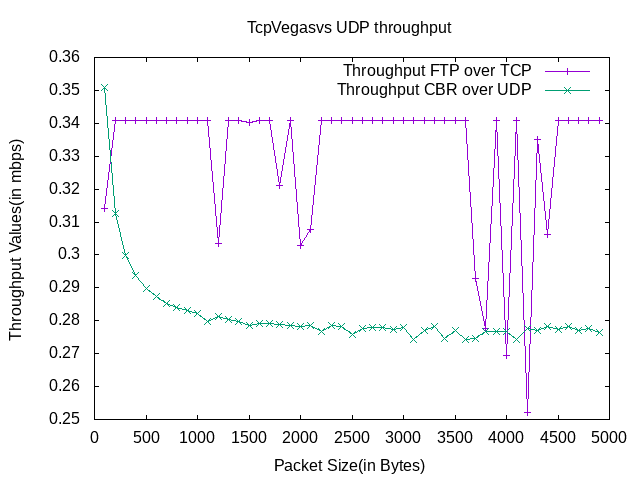 TcpVegasvs UDP throughput
Throughput FTP over TCP
Throughput CBR over UDP
Throughput Values(in mbps)
0.36
0.35
0.34
0.33
0.32
0.31
0.3
0.29
0.28
0.27
0.26
0.25
0 500 1000 1500 2000 2500 3000 3500 4000 4500 5000
Packet Size(in Bytes)